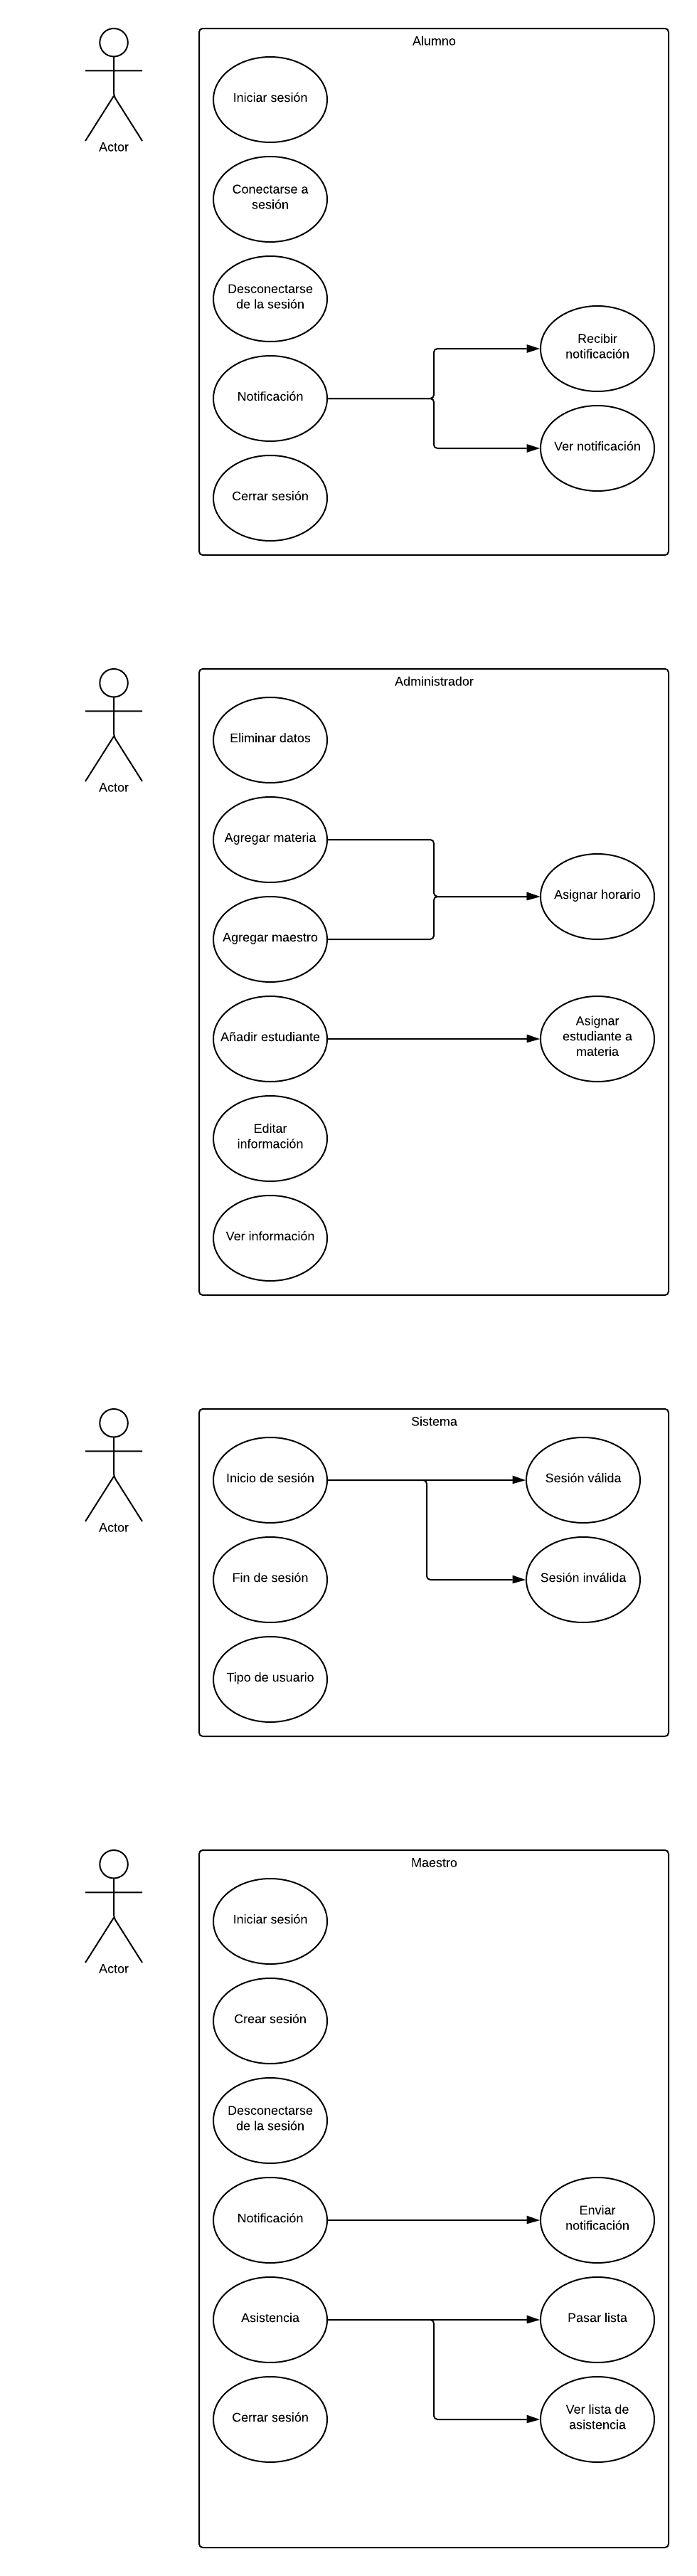 Alumno
Iniciar sesión
Actor
Conectarse a
sesión
Desconectarse
de la sesión
Recibir
notificación
Notificación
Ver notificación
Cerrar sesión
Administrador
Eliminar datos
Actor
Agregar materia
Asignar horario
Agregar maestro
Añadir estudiante
Asignar
estudiante a
materia
Editar
información
Ver información
Sistema
Inicio de sesión
Sesión válida
Actor
Fin de sesión
Sesión inválida
Tipo de usuario
Maestro
Iniciar sesión
Actor
Crear sesión
Desconectarse
de la sesión
Notificación
Enviar
notificación
Asistencia
Pasar lista
Cerrar sesión
Ver lista de
asistencia